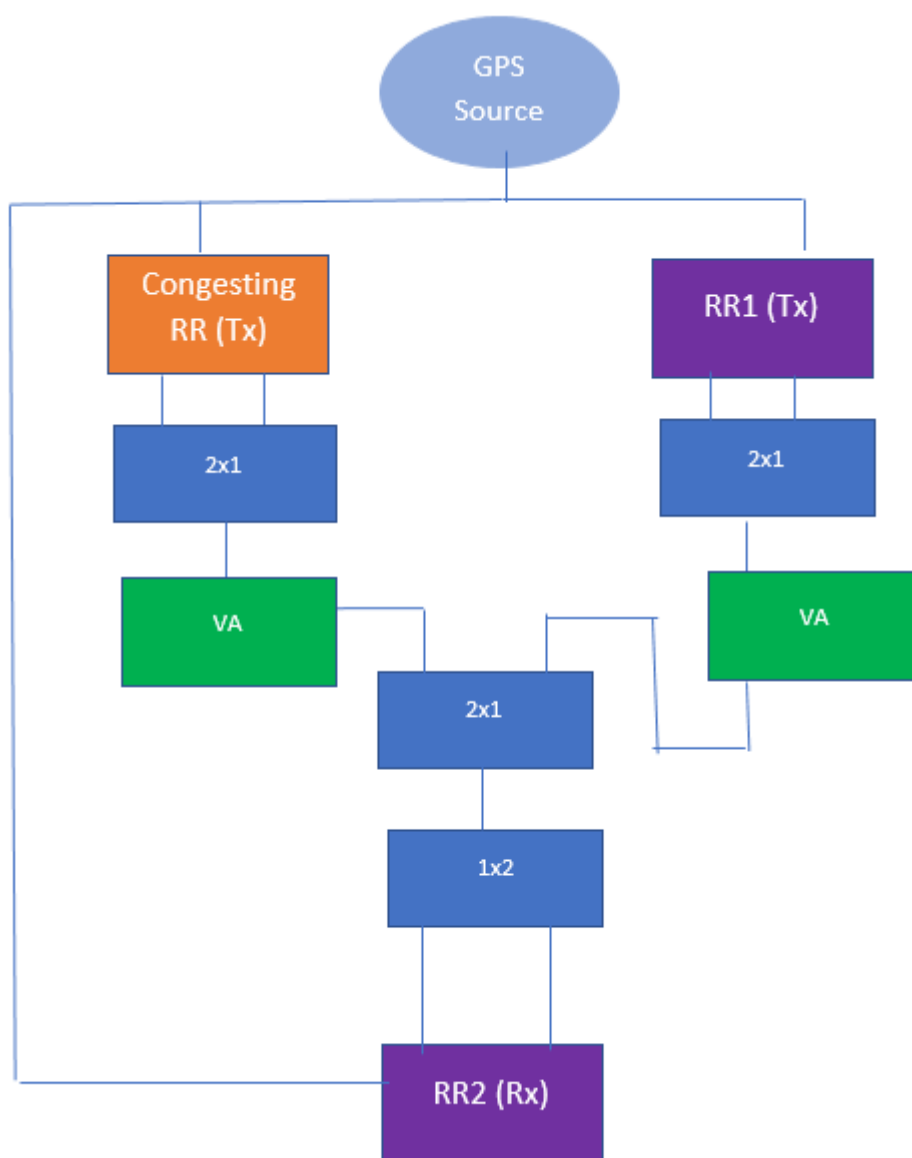 GPS
Source
Congesting
RR (Tx)
RR1 (Tx)
2x1
2x1
VA
VA
2x1
1x2
RR2 (Rx)